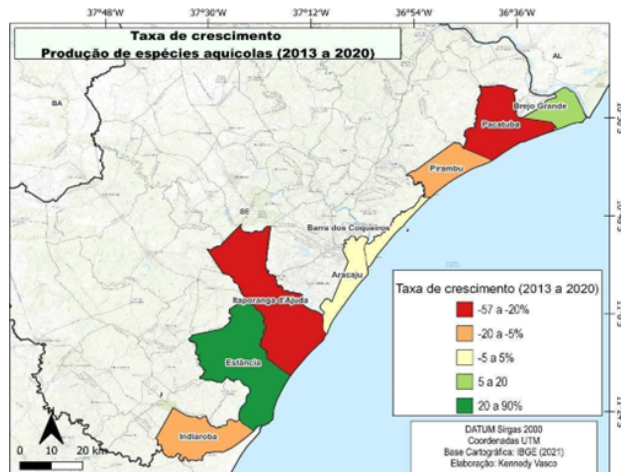 37°48'W 37°30'W 37°12'W 36°54'W 36°36'W
Taxa de crescimento
Produção de espécies aquícolas (2013 a 2020)
AL
BA
Brejo Grande
Pacatuba
Pirambu
SE
Barra dos Coqueiros
Aracaju
Itaporanga d'Ajuda
Estância
Indiaroba
Taxa de crescimento (2013 a 2020)
-57 a -20%
-20 a -5%
-5 a 5%
5 a 20
20 a 90%
0 10 20 km
DATUM Sirgas 2000
Coordenadas UTM
Base Cartográfica: IBGE (2021)
Elaboração: Kennedy Vasco